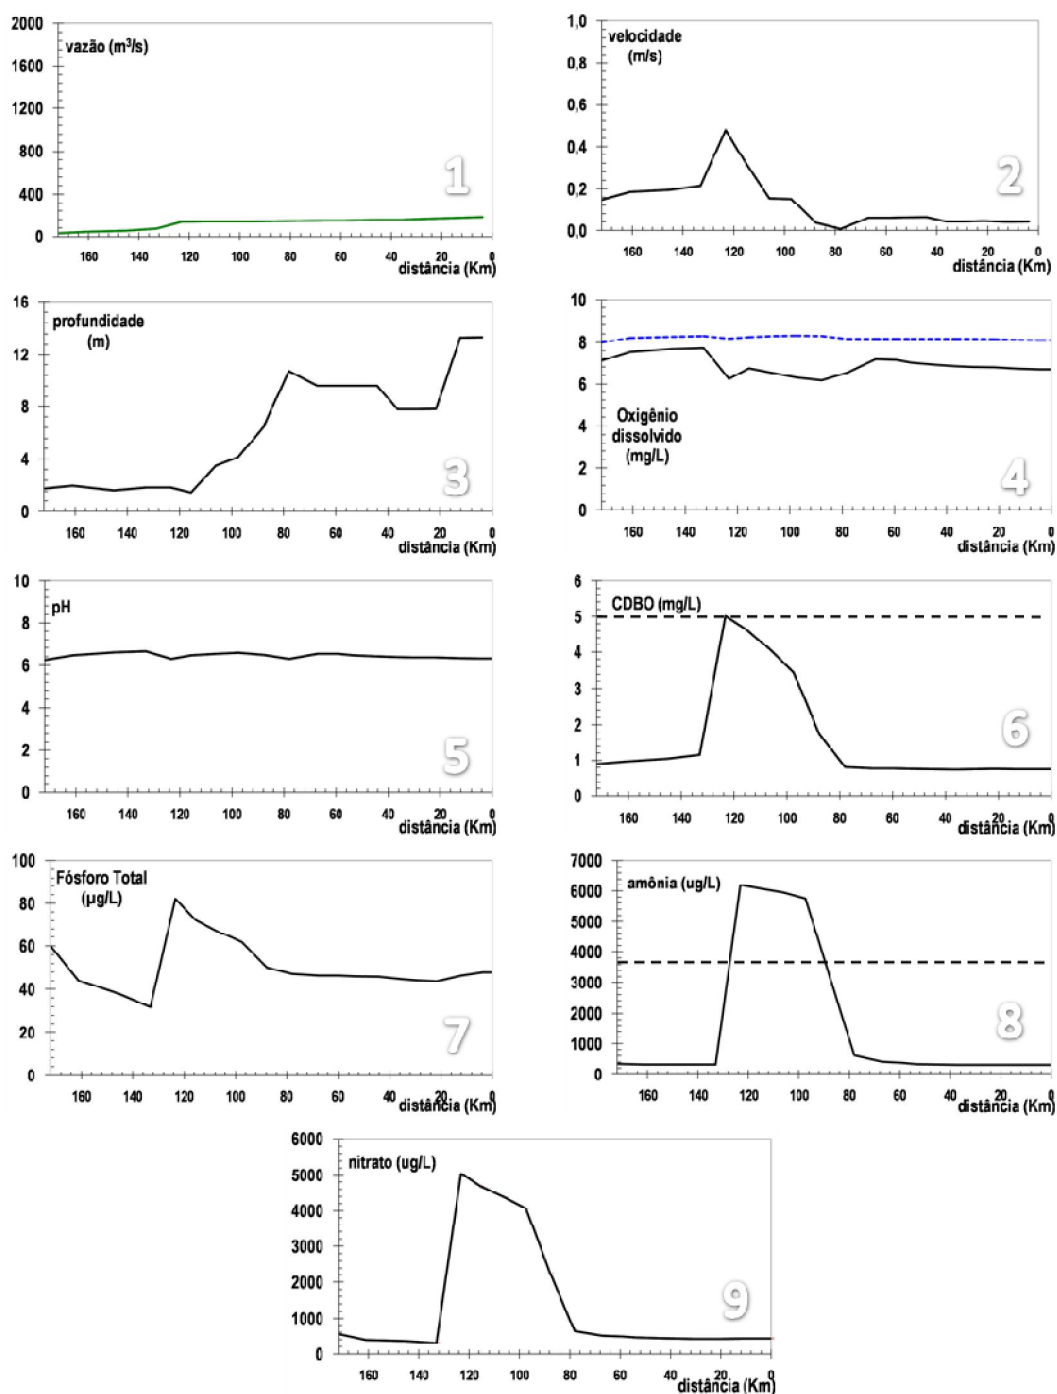 2000
1600
1200
800
400
0
vazão (m³/s)
1
160 140 120 100 80 60 40 20 0
distância (Km)
1,0
0,8
0,6
0,4
0,2
0,0
velocidade
(m/s)
2
160 140 120 100 80 60 40 20 0
distância (Km)
16
12
8
4
0
profundidade
(m)
3
160 140 120 100 80 60 40 20 0
distância (Km)
10
8
6
4
2
0
Oxigênio
dissolvido
(mg/L)
4
160 140 120 100 80 60 40 20 0
distância (Km)
10
8
6
4
2
0
pH
5
160 140 120 100 80 60 40 20 0
distância (Km)
6
5
4
3
2
1
0
CDBO (mg/L)
6
160 140 120 100 80 60 40 20 0
distância (Km)
100
80
60
40
20
0
Fósforo Total
(µg/L)
7
160 140 120 100 80 60 40 20 0
distância (Km)
7000
6000
5000
4000
3000
2000
1000
0
amônia (ug/L)
8
160 140 120 100 80 60 40 20 0
distância (Km)
6000
5000
4000
3000
2000
1000
0
nitrato (ug/L)
9
160 140 120 100 80 60 40 20 0
distância (Km)